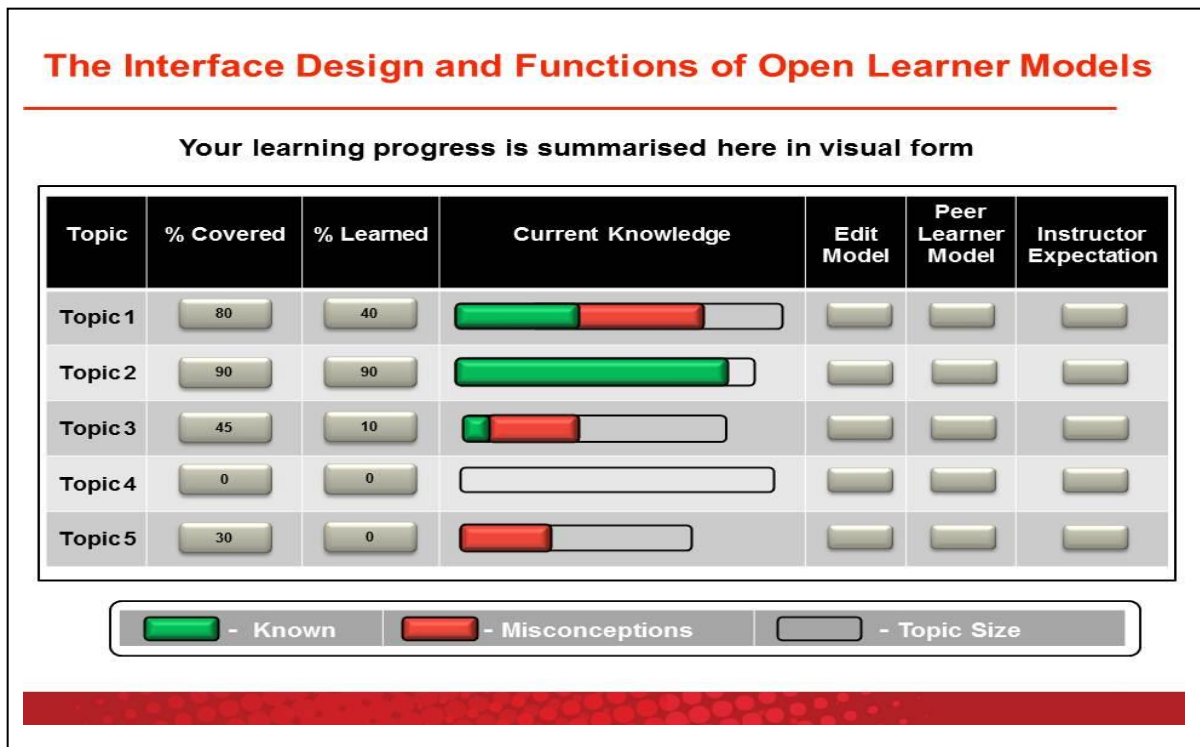 The Interface Design and Functions of Open Learner Models
Your learning progress is summarised here in visual form
Topic % Covered % Learned Current Knowledge Edit Model Peer Learner Model Instructor Expectation
Topic 1 80 40
Topic 2 90 90
Topic 3 45 10
Topic 4 0 0
Topic 5 30 0
- Known - Misconceptions - Topic Size